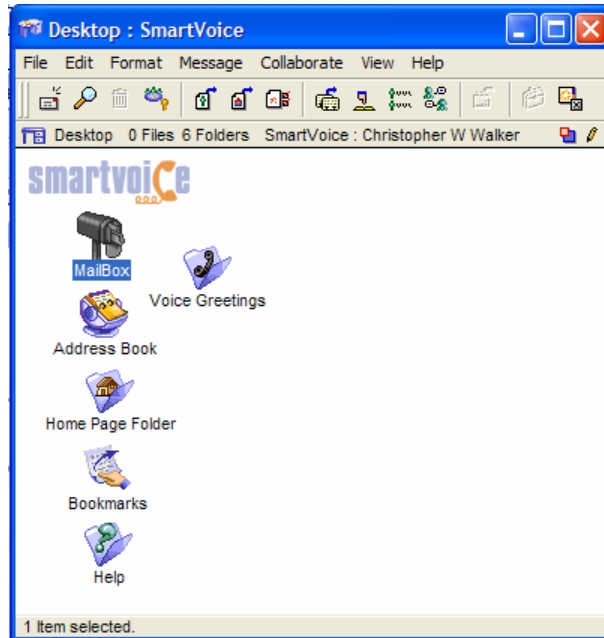 Desktop : SmartVoice
File Edit Format Message Collaborate View Help
Desktop 0 Files 6 Folders SmartVoice : Christopher W Walker
smartvoice
MailBox
Voice Greetings
Address Book
Home Page Folder
Bookmarks
Help
1 Item selected.